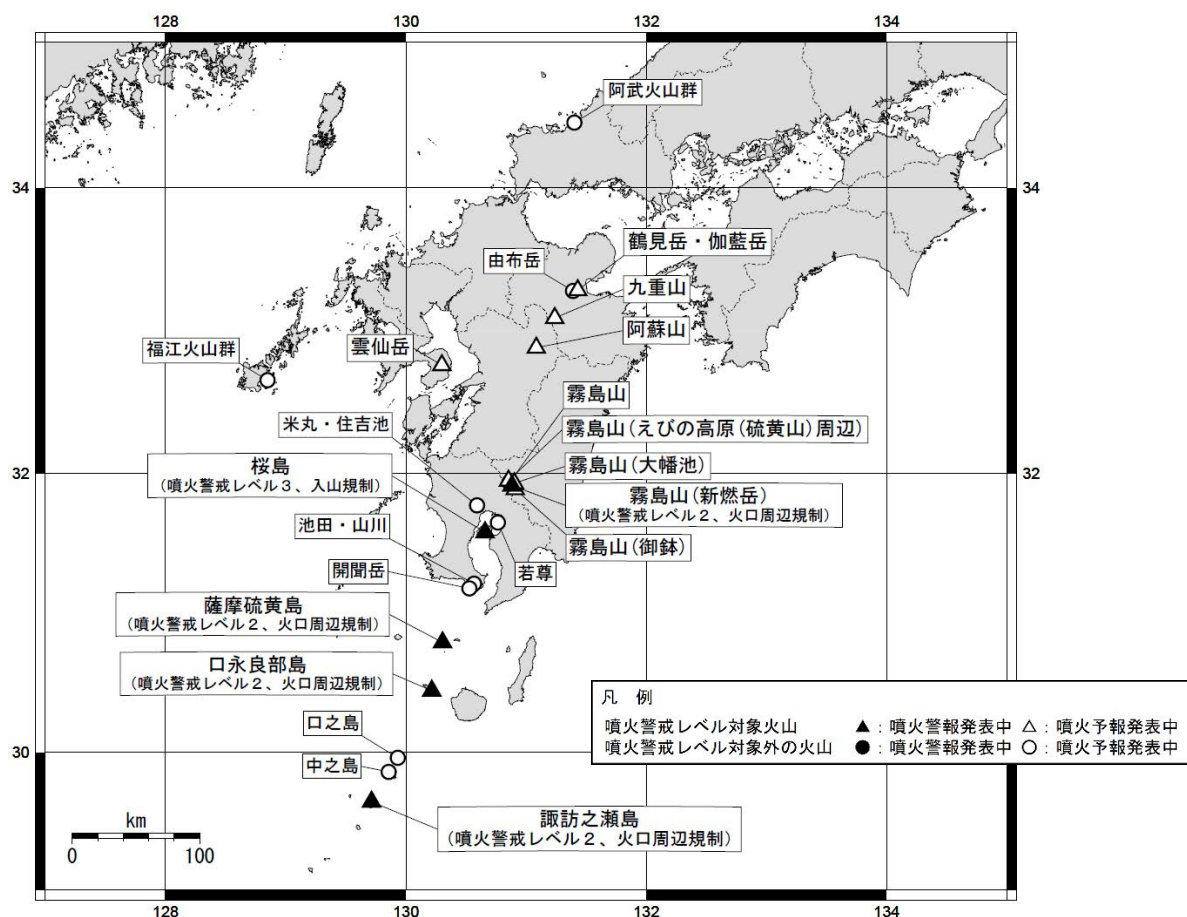 128
130
132
134
阿武火山群
34
34
鶴見岳・伽藍岳
由布岳
九重山
阿蘇山
福江火山群
雲仙岳
霧島山
米丸・住吉池
霧島山(えびの高原(硫黄山)周辺)
桜島
(噴火警戒レベル３、入山規制)
32
32
霧島山(大幡池)
霧島山(新燃岳)
(噴火警戒レベル２、火口周辺規制)
池田・山川
霧島山(御鉢)
開聞岳
若尊
薩摩硫黄島
(噴火警戒レベル２、火口周辺規制)
口永良部島
(噴火警戒レベル２、火口周辺規制)
凡 例
噴火警戒レベル対象火山 ▲：噴火警報発表中 △：噴火予報発表中
噴火警戒レベル対象外の火山 ●：噴火警報発表中 ○：噴火予報発表中
口之島
30
中之島
諏訪之瀬島
(噴火警戒レベル２、火口周辺規制)
km
0 100
128
130
132
134